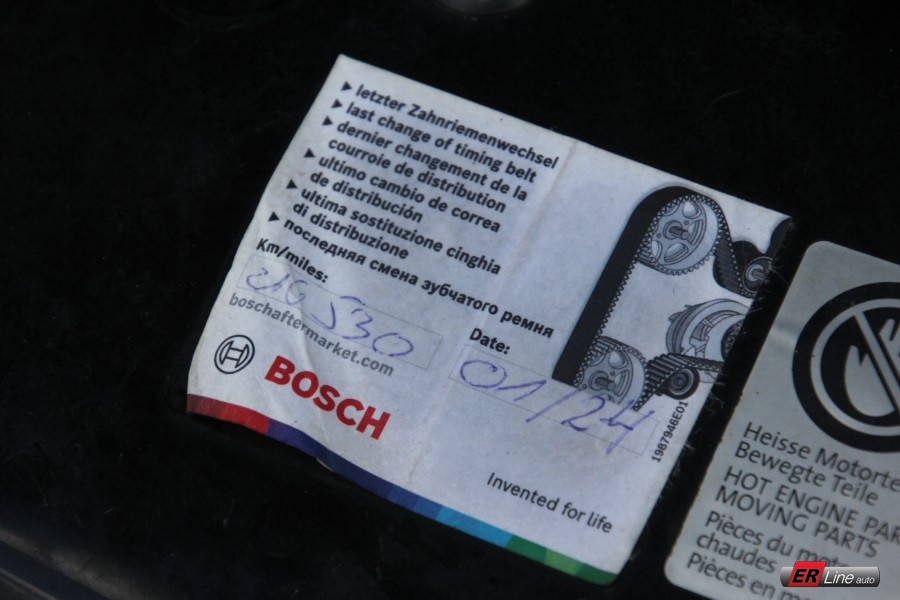 ▶ letzter Zahnriemenwechsel
▶ last change of timing belt
▶ dernier changement de la
courroie de distribution
▶ ultimo cambio de correa
de distribución
▶ ultima sostituzione cinghia
di distribuzione
▶ последняя смена зубчатого ремня
Km/miles:
210 530
boschaftermarket.com
Date:
01/24
BOSCH
Invented for life
1987946E01
Heisse Motorte
Bewegte Teile
HOT ENGINE PAR
MOVING PARTS
Pièces du mot
chaudes
Pièces en m
ER Line auto